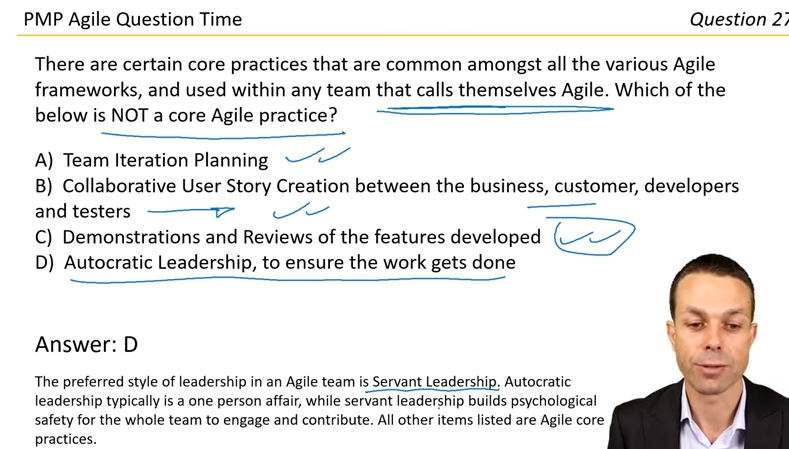 PMP Agile Question Time
Question 27
There are certain core practices that are common amongst all the various Agile
frameworks, and used within any team that calls themselves Agile. Which of the
below is NOT a core Agile practice?
A) Team Iteration Planning
B) Collaborative User Story Creation between the business, customer, developers
and testers
C) Demonstrations and Reviews of the features developed
D) Autocratic Leadership, to ensure the work gets done
Answer: D
The preferred style of leadership in an Agile team is Servant Leadership. Autocratic
leadership typically is a one person affair, while servant leadership builds psychological
safety for the whole team to engage and contribute. All other items listed are Agile core
practices.